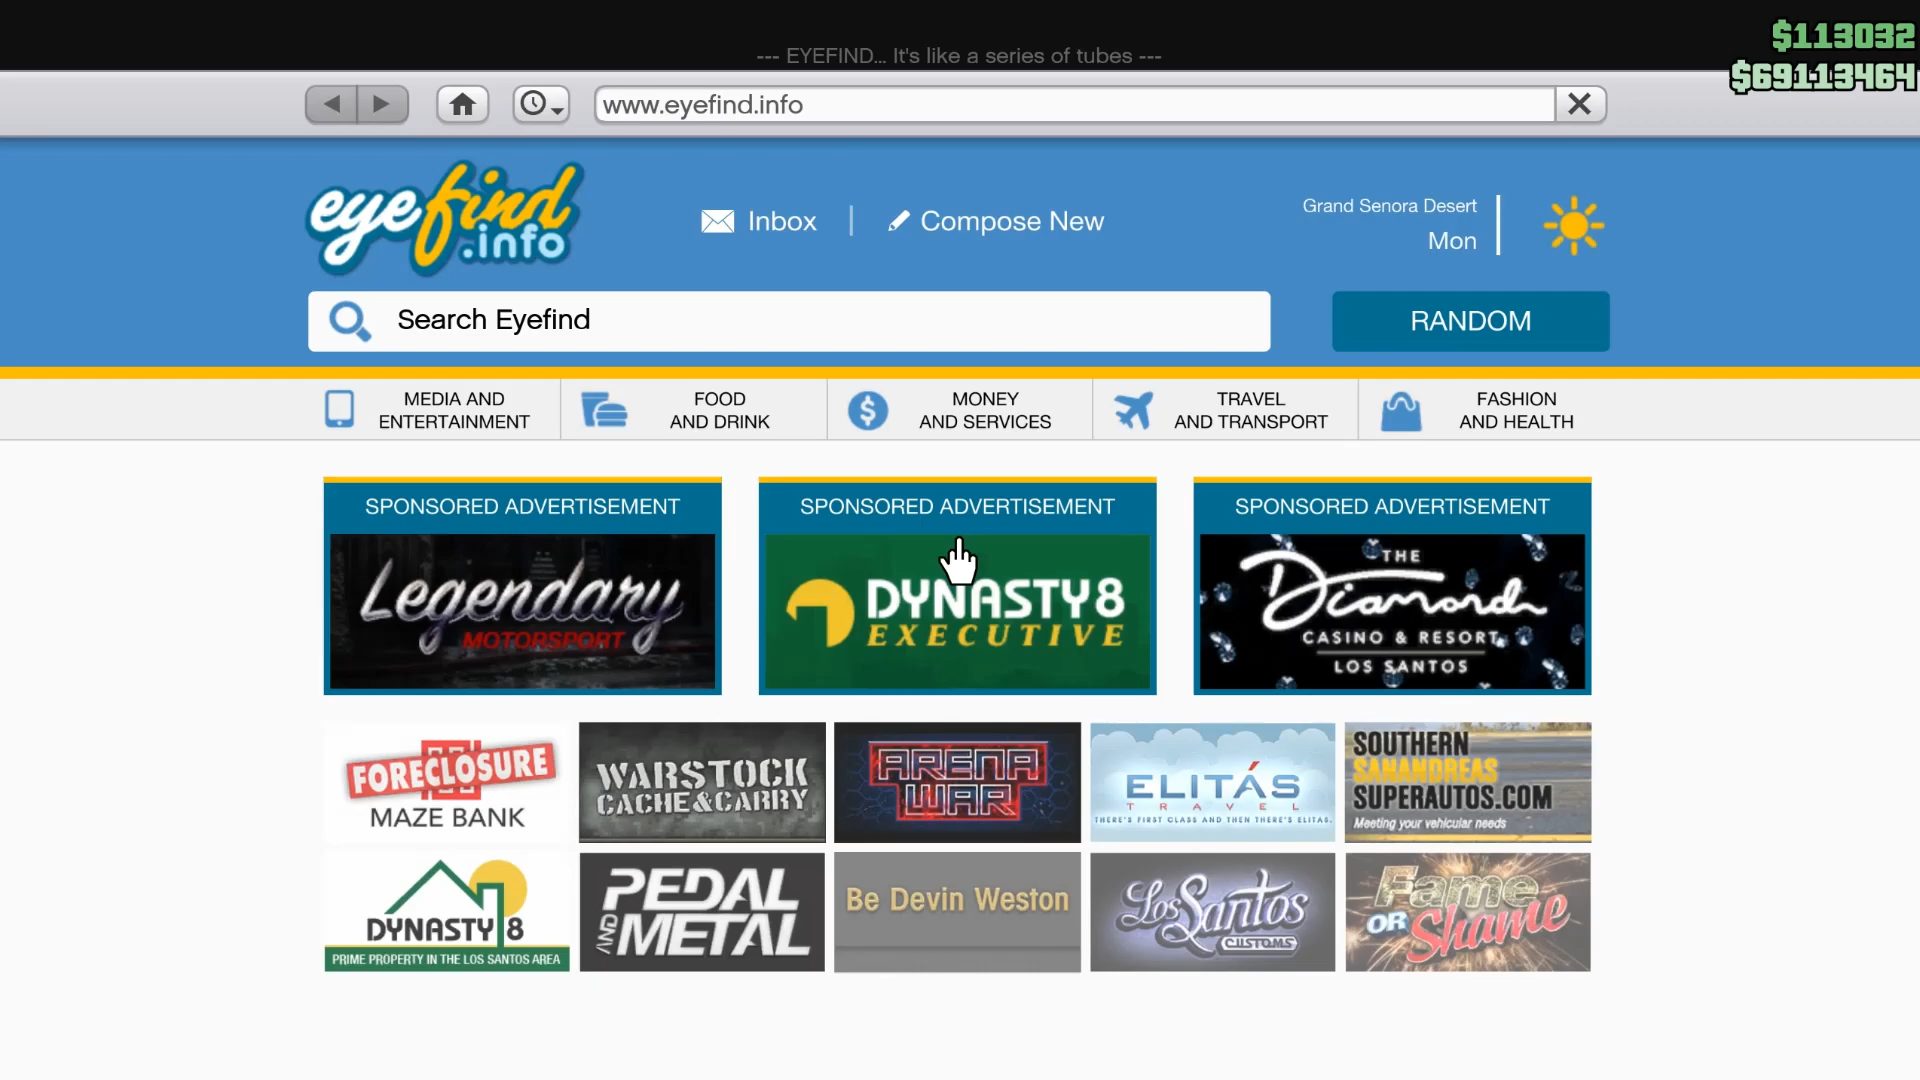 --- EYEFIND... It's like a series of tubes ---
$113032
$69113464
www.eyefind.info
eyefind
.info
Inbox
Compose New
Grand Senora Desert
Mon
Search Eyefind
RANDOM
MEDIA AND
ENTERTAINMENT
FOOD
AND DRINK
MONEY
AND SERVICES
TRAVEL
AND TRANSPORT
FASHION
AND HEALTH
SPONSORED ADVERTISEMENT
Legendary
MOTORSPORT
SPONSORED ADVERTISEMENT
DYNASTY8
EXECUTIVE
SPONSORED ADVERTISEMENT
THE
Diamond
CASINO & RESORT
LOS SANTOS
FORECLOSURE
MAZE BANK
WARSTOCK
CACHE&CARRY
ARENA
WAR
ELITÁS
TRAVEL
THERE'S FIRST CLASS AND THEN THERE'S ELITAS.
SOUTHERN
SANANDREAS
SUPERAUTOS.COM
Meeting your vehicular needs
DYNASTY 8
PRIME PROPERTY IN THE LOS SANTOS AREA
PEDAL
AND METAL
Be Devin Weston
Los Santos
CUSTOMS
Fame
OR Shame